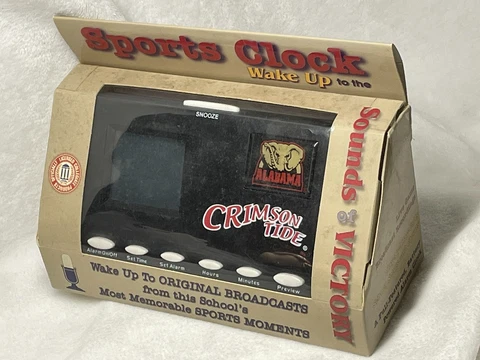 Sports Clock
Wake Up to the
Sounds of VICTORY
SNOOZE
ALABAMA
CRIMSON
TIDE®
Alarm On/Off
Set Time
Set Alarm
Hours
Minutes
Preview
Wake Up To ORIGINAL BROADCASTS
from this School's
Most Memorable SPORTS MOMENTS